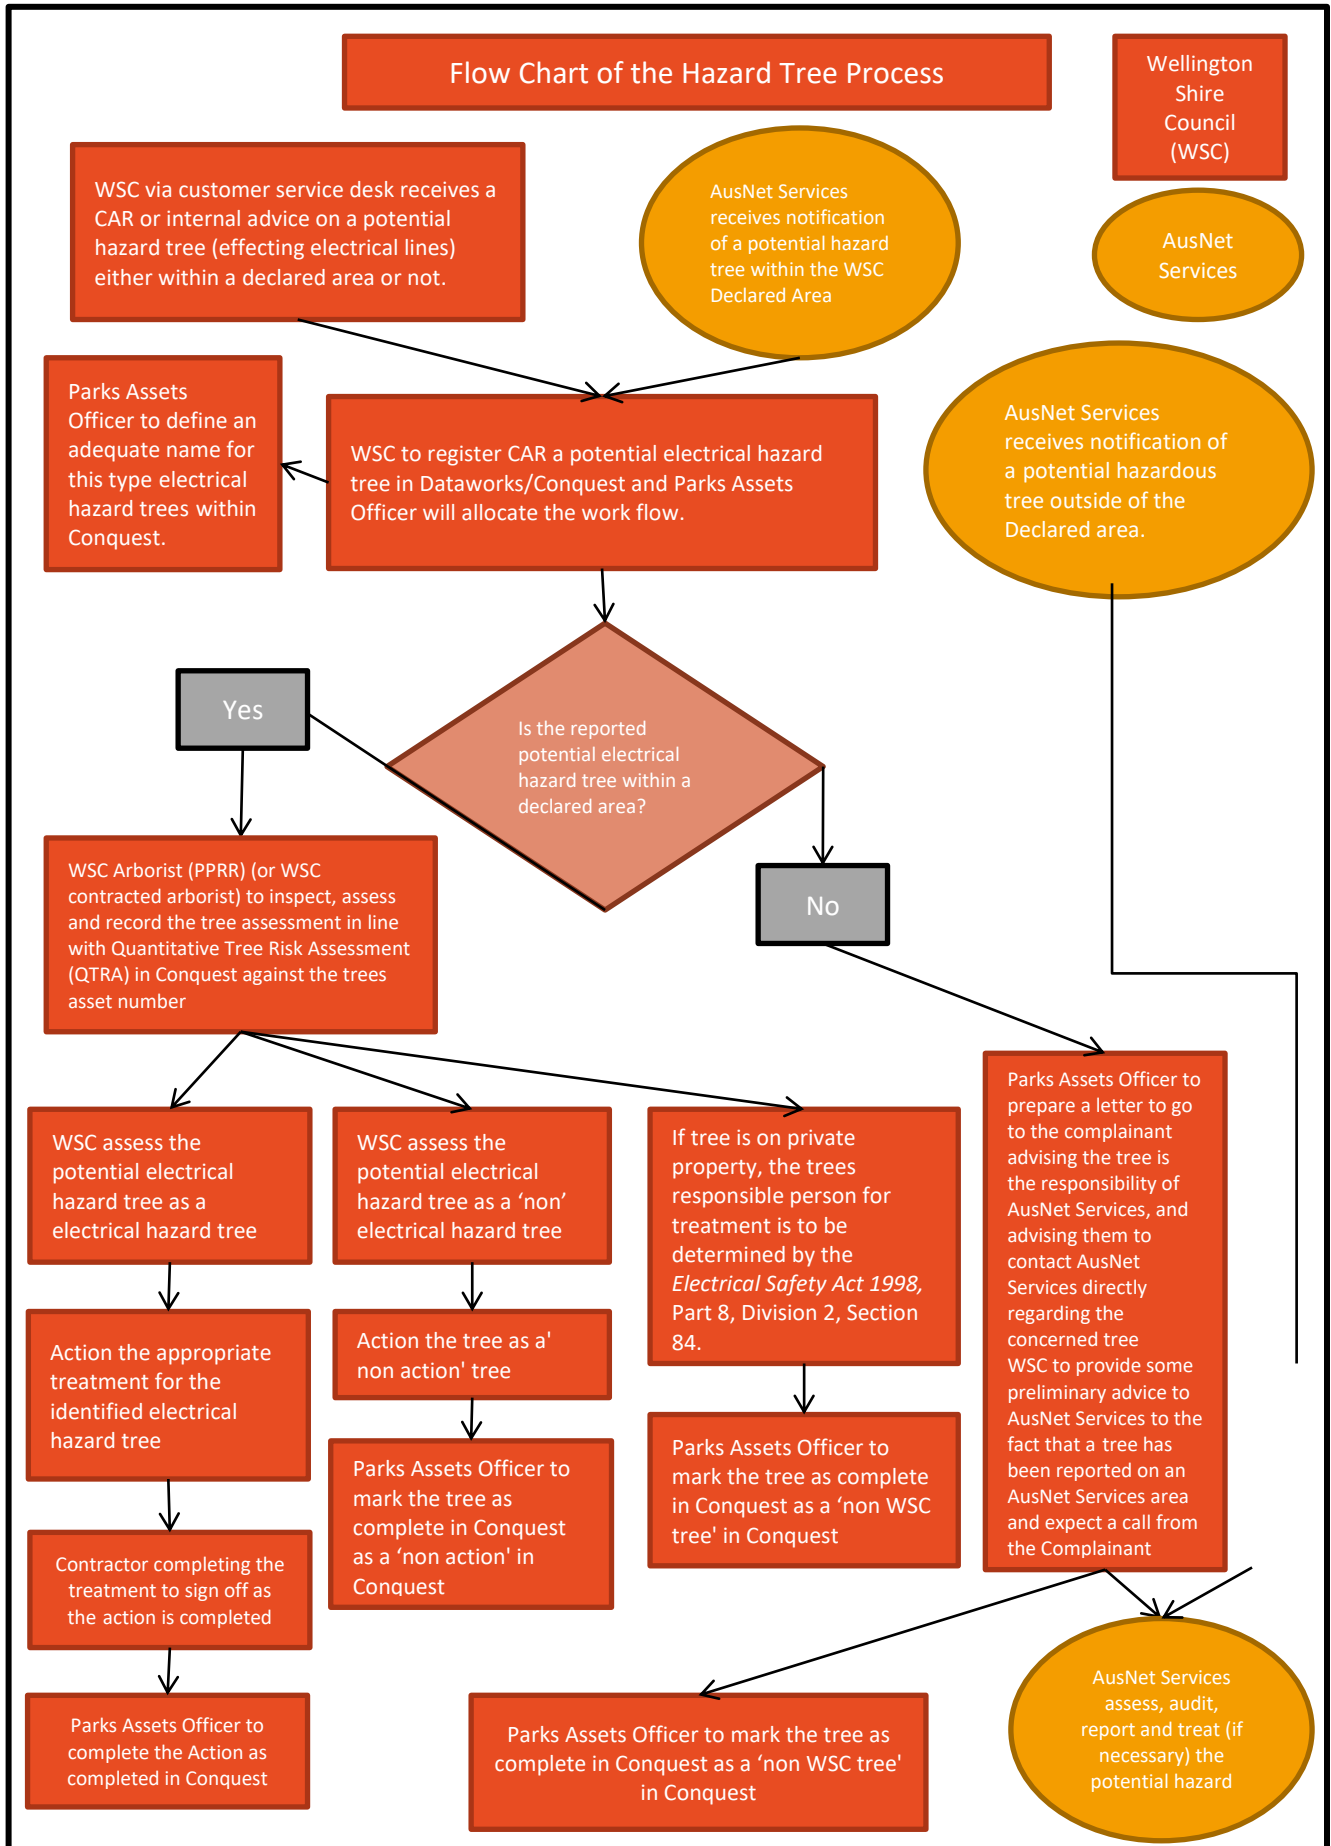 Flow Chart of the Hazard Tree Process
Wellington
Shire
Council
(WSC)
WSC via customer service desk receives a
CAR or internal advice on a potential
hazard tree (effecting electrical lines)
either within a declared area or not.
AusNet Services
receives notification
of a potential hazard
tree within the WSC
Declared Area
AusNet
Services
Parks Assets
Officer to define an
adequate name for
this type electrical
hazard trees within
Conquest.
WSC to register CAR a potential electrical hazard
tree in Dataworks/Conquest and Parks Assets
Officer will allocate the work flow.
AusNet Services
receives notification of
a potential hazardous
tree outside of the
Declared area.
Yes
Is the reported
potential electrical
hazard tree within a
declared area?
No
WSC Arborist (PPRR) (or WSC
contracted arborist) to inspect, assess
and record the tree assessment in line
with Quantitative Tree Risk Assessment
(QTRA) in Conquest against the trees
asset number
WSC assess the
potential electrical
hazard tree as a
electrical hazard tree
WSC assess the
potential electrical
hazard tree as a ‘non’
electrical hazard tree
If tree is on private
property, the trees
responsible person for
treatment is to be
determined by the
Electrical Safety Act 1998,
Part 8, Division 2, Section
84.
Parks Assets Officer to
prepare a letter to go
to the complainant
advising the tree is
the responsibility of
AusNet Services, and
advising them to
contact AusNet
Services directly
regarding the
concerned tree
WSC to provide some
preliminary advice to
AusNet Services to the
fact that a tree has
been reported on an
AusNet Services area
and expect a call from
the Complainant
Action the appropriate
treatment for the
identified electrical
hazard tree
Action the tree as a'
non action' tree
Parks Assets Officer to
mark the tree as
complete in Conquest
as a ‘non action' in
Conquest
Parks Assets Officer to
mark the tree as complete
in Conquest as a ‘non WSC
tree' in Conquest
Contractor completing the
treatment to sign off as
the action is completed
Parks Assets Officer to
complete the Action as
completed in Conquest
Parks Assets Officer to mark the tree as
complete in Conquest as a ‘non WSC tree'
in Conquest
AusNet Services
assess, audit,
report and treat (if
necessary) the
potential hazard